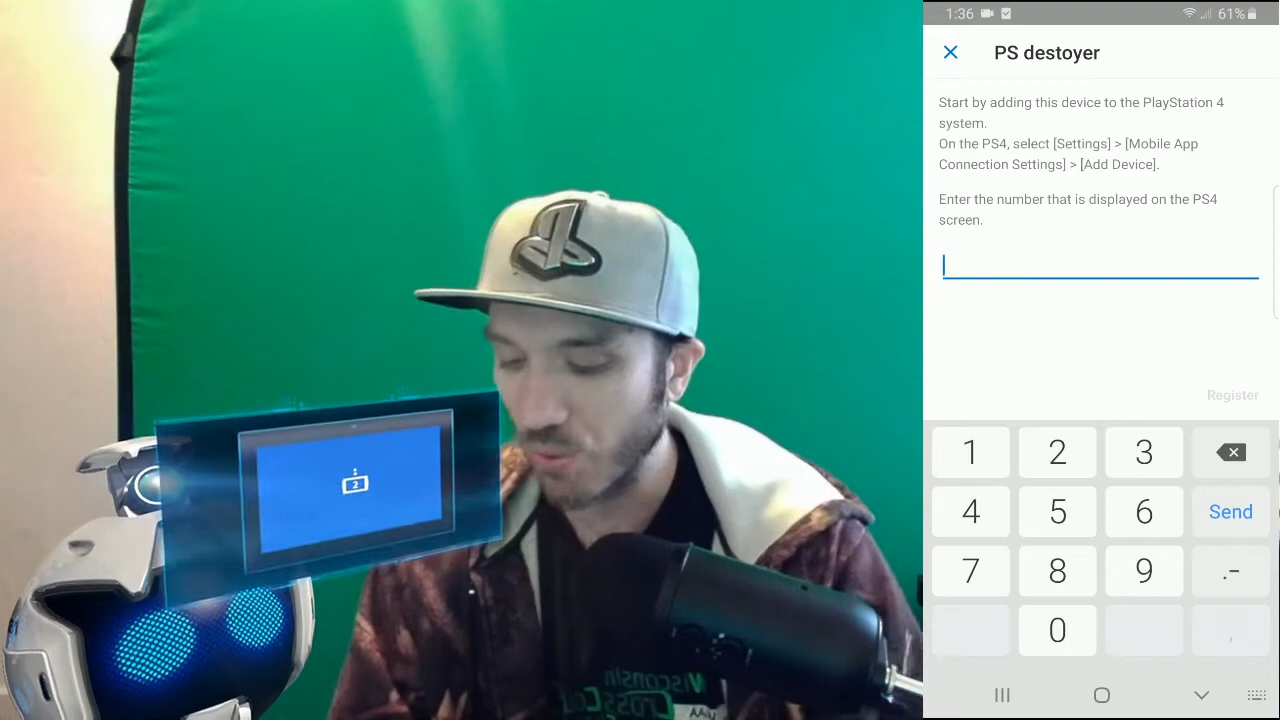 1:36
61%
PS destoyer
Start by adding this device to the PlayStation 4
system.
On the PS4, select [Settings] > [Mobile App
Connection Settings] > [Add Device].
Enter the number that is displayed on the PS4
screen.
Register
1 2 3
4 5 6 Send
7 8 9 .-
0 ,
2
Wisconsin